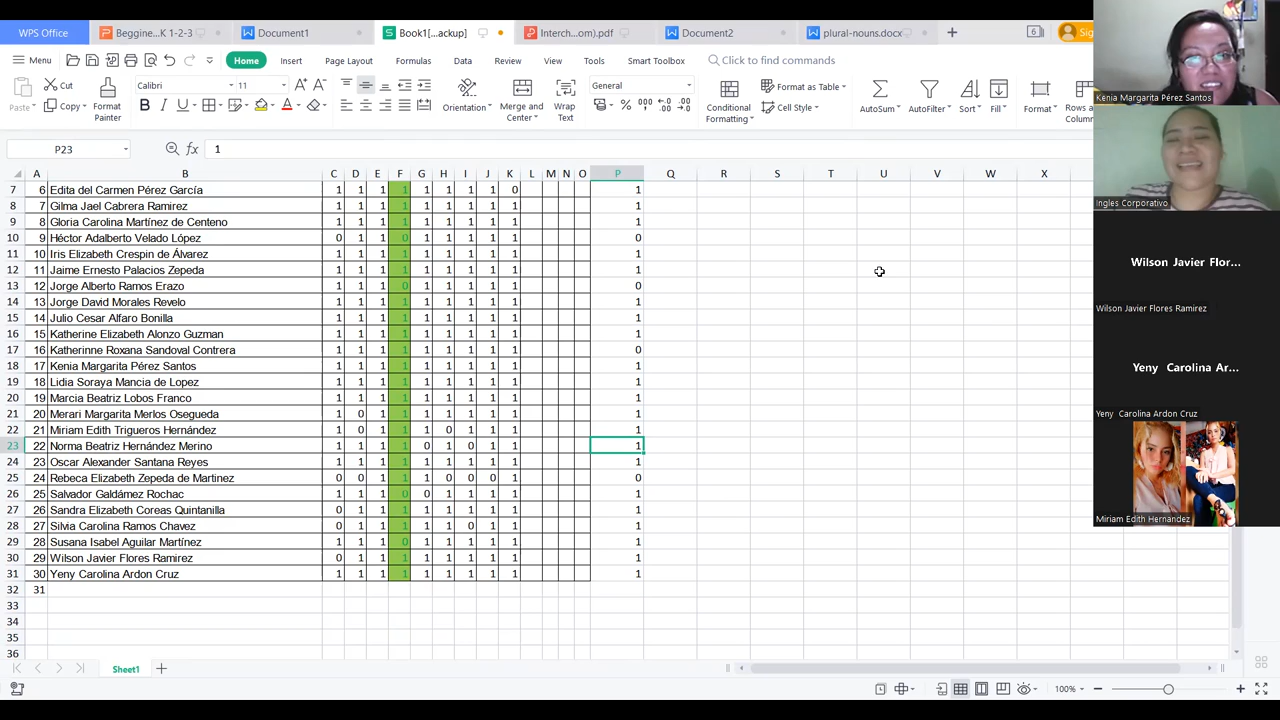 WPS Office Beggine...K 1-2-3 Document1 Book1[...ackup] Interch...om).pdf Document2 plural-nouns.docx
Menu Home Insert Page Layout Formulas Data Review View Tools Smart Toolbox Click to find commands
Cut Calibri 11 General Format as Table
Paste Copy Format Painter B I U A Orientation Merge and Center Wrap Text Conditional Formatting Cell Style AutoSum AutoFilter Sort Fill Format
P23 fx 1
A B C D E F G H I J K L M N O P Q R S T U V W X
7 6 Edita del Carmen Pérez García 1 1 1 1 1 1 1 1 0 1
8 7 Gilma Jael Cabrera Ramirez 1 1 1 1 1 1 1 1 1 1
9 8 Gloria Carolina Martínez de Centeno 1 1 1 1 1 1 1 1 1 1
10 9 Héctor Adalberto Velado López 0 1 1 0 1 1 1 1 1 0
11 10 Iris Elizabeth Crespin de Álvarez 1 1 1 1 1 1 1 1 1 1
12 11 Jaime Ernesto Palacios Zepeda 1 1 1 1 1 1 1 1 1 1
13 12 Jorge Alberto Ramos Erazo 1 1 1 0 1 1 1 1 1 0
14 13 Jorge David Morales Revelo 1 1 1 1 1 1 1 1 1 1
15 14 Julio Cesar Alfaro Bonilla 1 1 1 1 1 1 1 1 1 1
16 15 Katherine Elizabeth Alonzo Guzman 1 1 1 1 1 1 1 1 1 1
17 16 Katherinne Roxana Sandoval Contrera 1 1 1 1 1 1 1 1 1 0
18 17 Kenia Margarita Pérez Santos 1 1 1 1 1 1 1 1 1 1
19 18 Lidia Soraya Mancia de Lopez 1 1 1 1 1 1 1 1 1 1
20 19 Marcia Beatriz Lobos Franco 1 1 1 1 1 1 1 1 1 1
21 20 Merari Margarita Merlos Osegueda 1 0 1 1 1 1 1 1 1 1
22 21 Miriam Edith Trigueros Hernández 1 0 1 1 1 0 1 1 1 1
23 22 Norma Beatriz Hernández Merino 1 1 1 1 0 1 0 1 1 1
24 23 Oscar Alexander Santana Reyes 1 1 1 1 1 1 1 1 1 1
25 24 Rebeca Elizabeth Zepeda de Martinez 0 0 1 1 1 0 0 0 1 0
26 25 Salvador Galdámez Rochac 1 1 1 0 0 1 1 1 1 1
27 26 Sandra Elizabeth Coreas Quintanilla 0 1 1 1 1 1 1 1 1 1
28 27 Silvia Carolina Ramos Chavez 0 1 1 1 1 1 0 1 1 1
29 28 Susana Isabel Aguilar Martínez 1 1 1 0 1 1 1 1 1 1
30 29 Wilson Javier Flores Ramirez 0 1 1 1 1 1 1 1 1 1
31 30 Yeny Carolina Ardon Cruz 1 1 1 1 1 1 1 1 1 1
32 31
33
34
35
36
Sheet1
100%
Kenia Margarita Pérez Santos
Ingles Corporativo
Wilson Javier Flor...
Wilson Javier Flores Ramirez
Yeny Carolina Ar...
Yeny Carolina Ardon Cruz
Miriam Edith Hernández